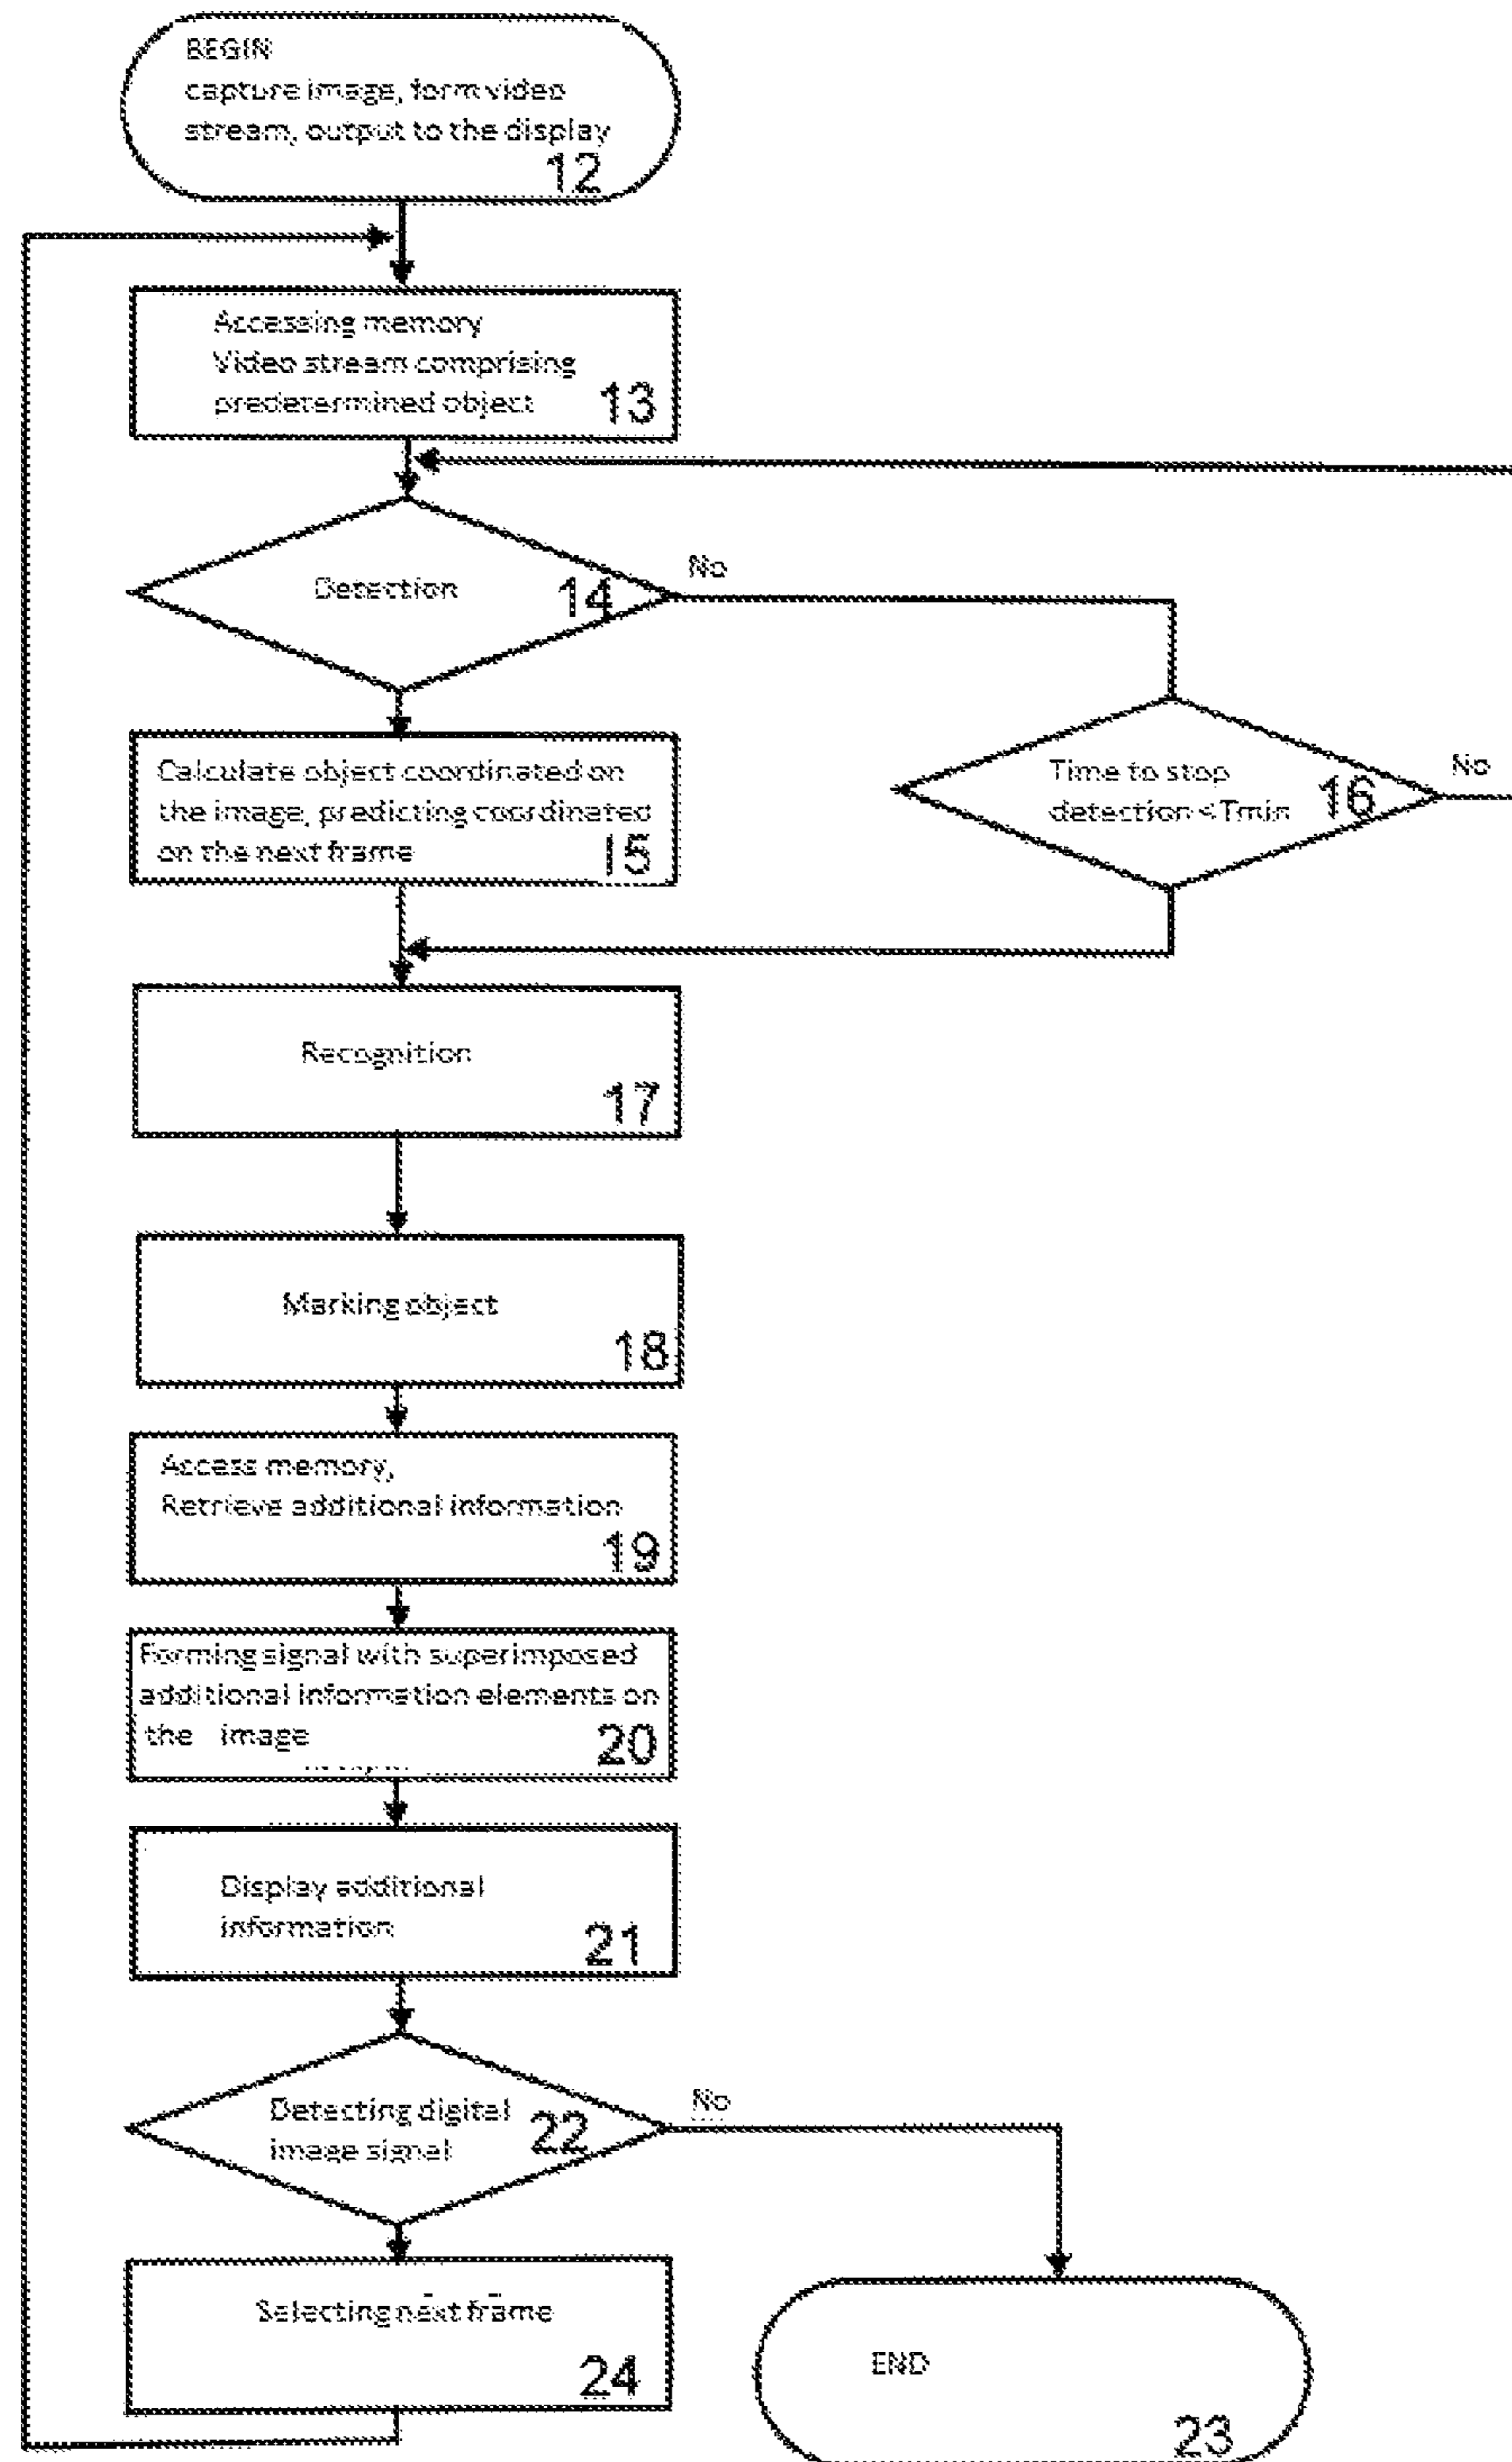 BEGIN
capture image, form video
stream, output to the display
12
Accessing memory
Video stream comprising
predetermined object
13
Detection
14
No
Calculate object coordinated on
the image, predicting coordinated
on the next frame
15
Time to stop
detection <Tmin
16
No
Recognition
17
Marking object
18
Access memory,
Retrieve additional information
19
Forming signal with superimposed
additional information elements on
the image
20
Display additional
information
21
Detecting digital
image signal
22
No
Selecting next frame
24
END
23